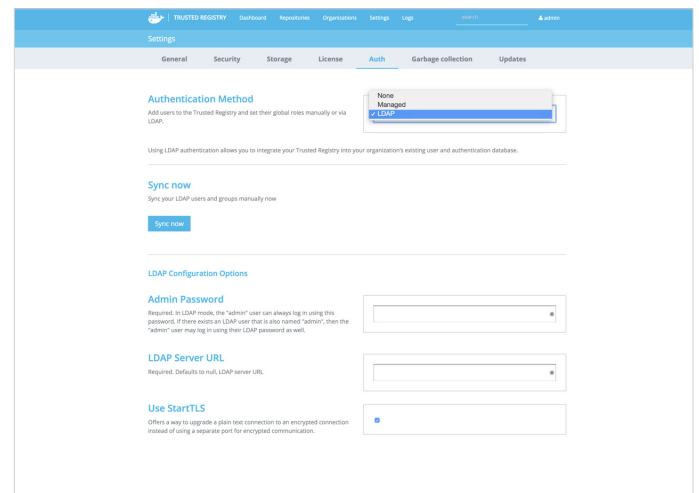 TRUSTED REGISTRY Dashboard Repositories Organisations Settings Logs search admin
Settings
General Security Storage License Auth Garbage collection Updates
Authentication Method
Add users to the Trusted Registry and set their global roles manually or via
LDAP.
None
Managed
✓ LDAP
Using LDAP authentication allows you to integrate your Trusted Registry into your organization's existing user and authentication database.
Sync now
Sync your LDAP users and groups manually now
Sync now
LDAP Configuration Options
Admin Password
Required. In LDAP mode, the "admin" user can always log in using this
password. If there exists an LDAP user that is also named "admin", then the
"admin" user may log in using their LDAP password as well.
LDAP Server URL
Required. Defaults to null, LDAP server URL
Use StartTLS
Offers a way to upgrade a plain text connection to an encrypted connection
instead of using a separate port for encrypted communication.